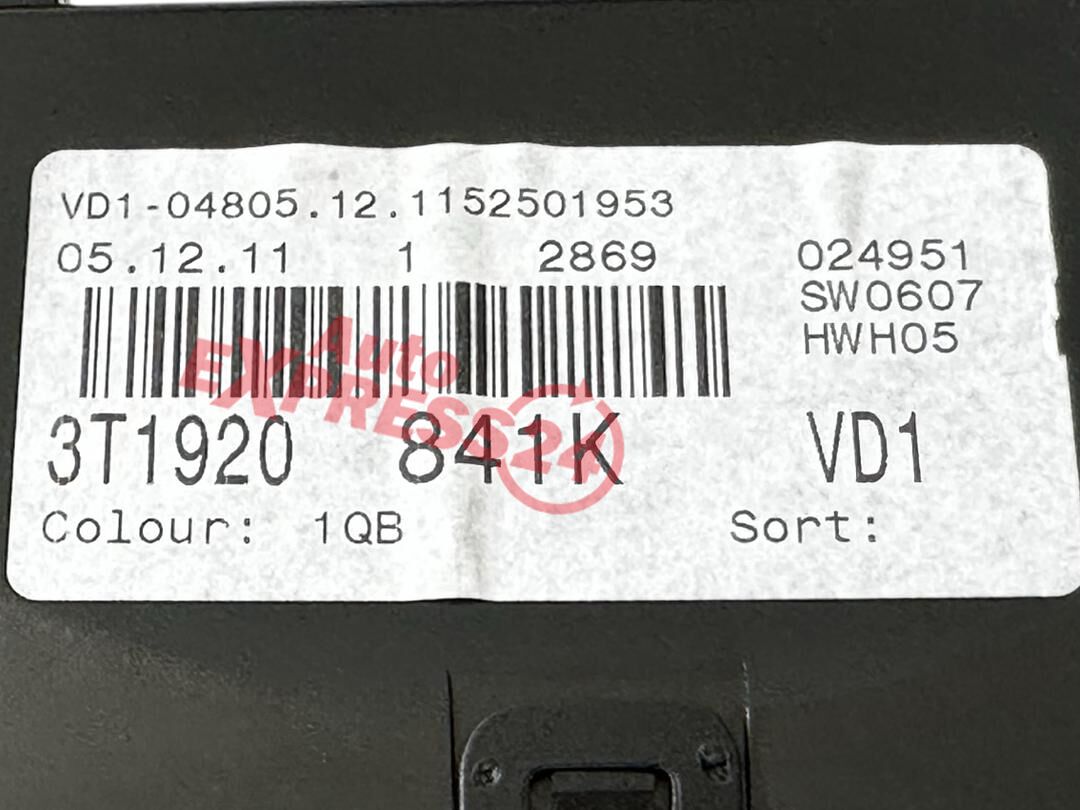 VD1-04805.12.1152501953
05.12.11 1 2869 024951
SW0607
HWH05
Auto
EXPRESS24
3T1920 841K VD1
Colour: 1QB Sort: